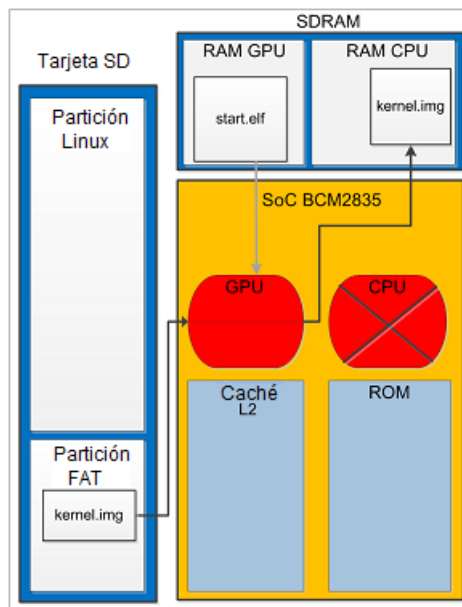 Tarjeta SD
Partición
Linux
Partición
FAT
kernel.img
SDRAM
RAM GPU
start.elf
RAM CPU
kernel.img
SoC BCM2835
GPU
CPU
Caché
L2
ROM